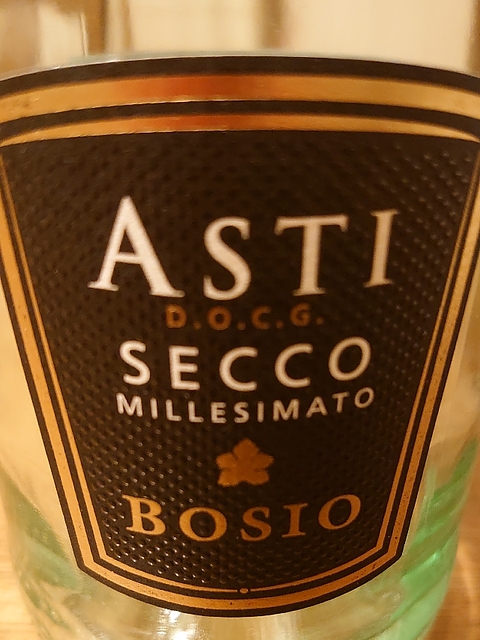 ASTI
D.O.C.G.
SECCO
MILLESIMATO
BOSIO